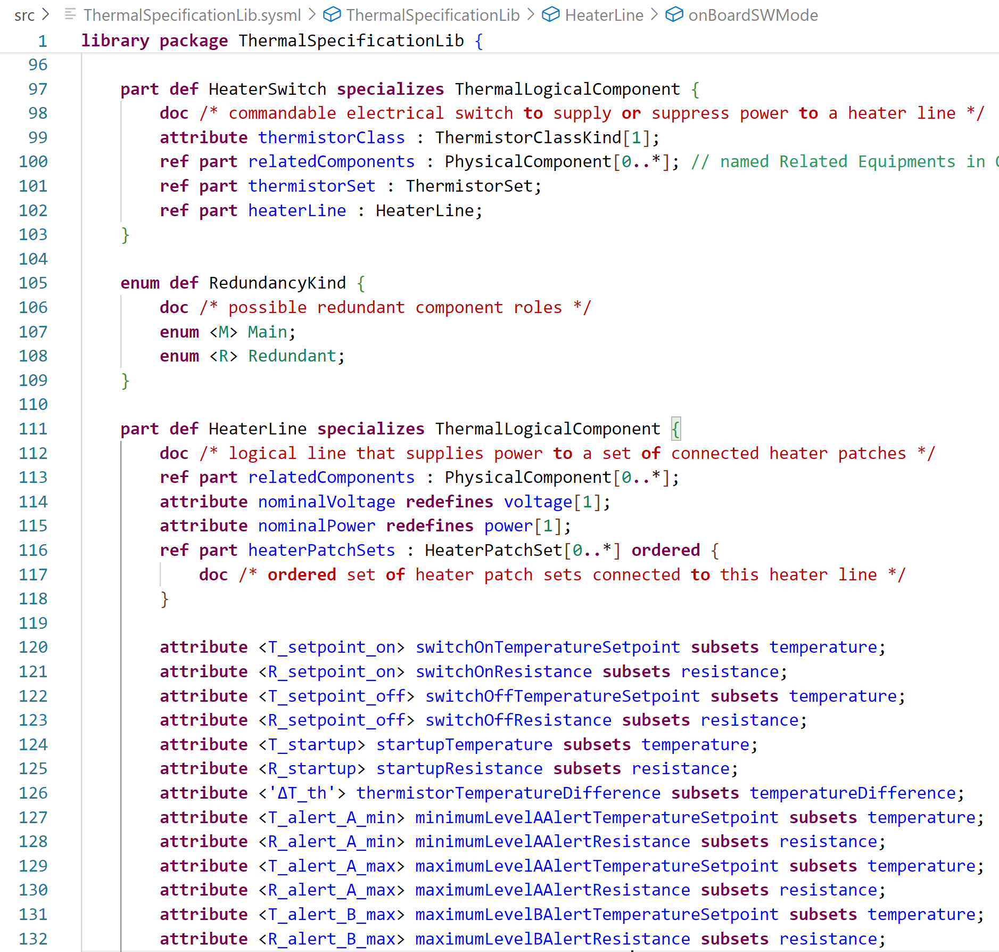 src > ThermalSpecificationLib.sysml > ThermalSpecificationLib > HeaterLine > onBoardSWMode
1 library package ThermalSpecificationLib {
96
97 part def HeaterSwitch specializes ThermalLogicalComponent {
98 doc /* commandable electrical switch to supply or suppress power to a heater line */
99 attribute thermistorClass : ThermistorClassKind[1];
100 ref part relatedComponents : PhysicalComponent[0..*]; // named Related Equipments in
101 ref part thermistorSet : ThermistorSet;
102 ref part heaterLine : HeaterLine;
103 }
104
105 enum def RedundancyKind {
106 doc /* possible redundant component roles */
107 enum <M> Main;
108 enum <R> Redundant;
109 }
110
111 part def HeaterLine specializes ThermalLogicalComponent {
112 doc /* logical line that supplies power to a set of connected heater patches */
113 ref part relatedComponents : PhysicalComponent[0..*];
114 attribute nominalVoltage redefines voltage[1];
115 attribute nominalPower redefines power[1];
116 ref part heaterPatchSets : HeaterPatchSet[0..*] ordered {
117 doc /* ordered set of heater patch sets connected to this heater line */
118 }
119
120 attribute <T_setpoint_on> switchOnTemperatureSetpoint subsets temperature;
121 attribute <R_setpoint_on> switchOnResistance subsets resistance;
122 attribute <T_setpoint_off> switchOffTemperatureSetpoint subsets temperature;
123 attribute <R_setpoint_off> switchOffResistance subsets resistance;
124 attribute <T_startup> startupTemperature subsets temperature;
125 attribute <R_startup> startupResistance subsets resistance;
126 attribute <'ΔT_th'> thermistorTemperatureDifference subsets temperatureDifference;
127 attribute <T_alert_A_min> minimumLevelAAlertTemperatureSetpoint subsets temperature;
128 attribute <R_alert_A_min> minimumLevelAAlertResistance subsets resistance;
129 attribute <T_alert_A_max> maximumLevelAAlertTemperatureSetpoint subsets temperature;
130 attribute <R_alert_A_max> maximumLevelAAlertResistance subsets resistance;
131 attribute <T_alert_B_max> maximumLevelBAlertTemperatureSetpoint subsets temperature;
132 attribute <R_alert_B_max> maximumLevelBAlertResistance subsets resistance;